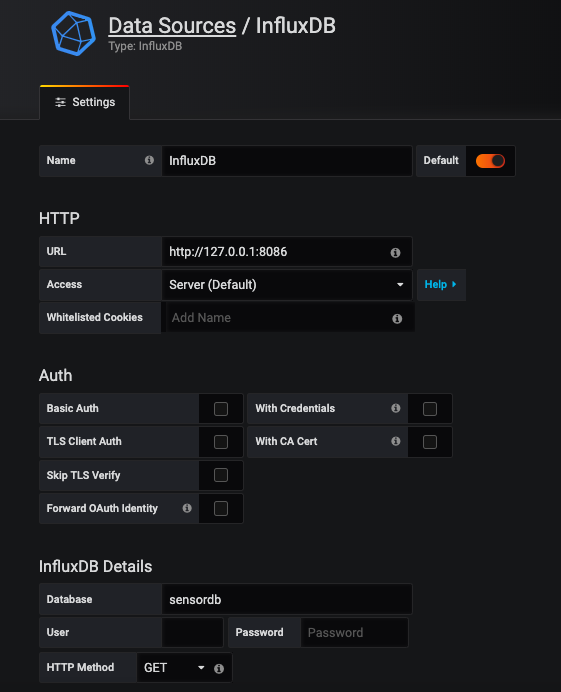 Data Sources / InfluxDB
Type: InfluxDB
Settings
Name InfluxDB Default
HTTP
URL http://127.0.0.1:8086
Access Server (Default) Help
Whitelisted Cookies Add Name
Auth
Basic Auth With Credentials
TLS Client Auth With CA Cert
Skip TLS Verify
Forward OAuth Identity
InfluxDB Details
Database sensordb
User Password Password
HTTP Method GET